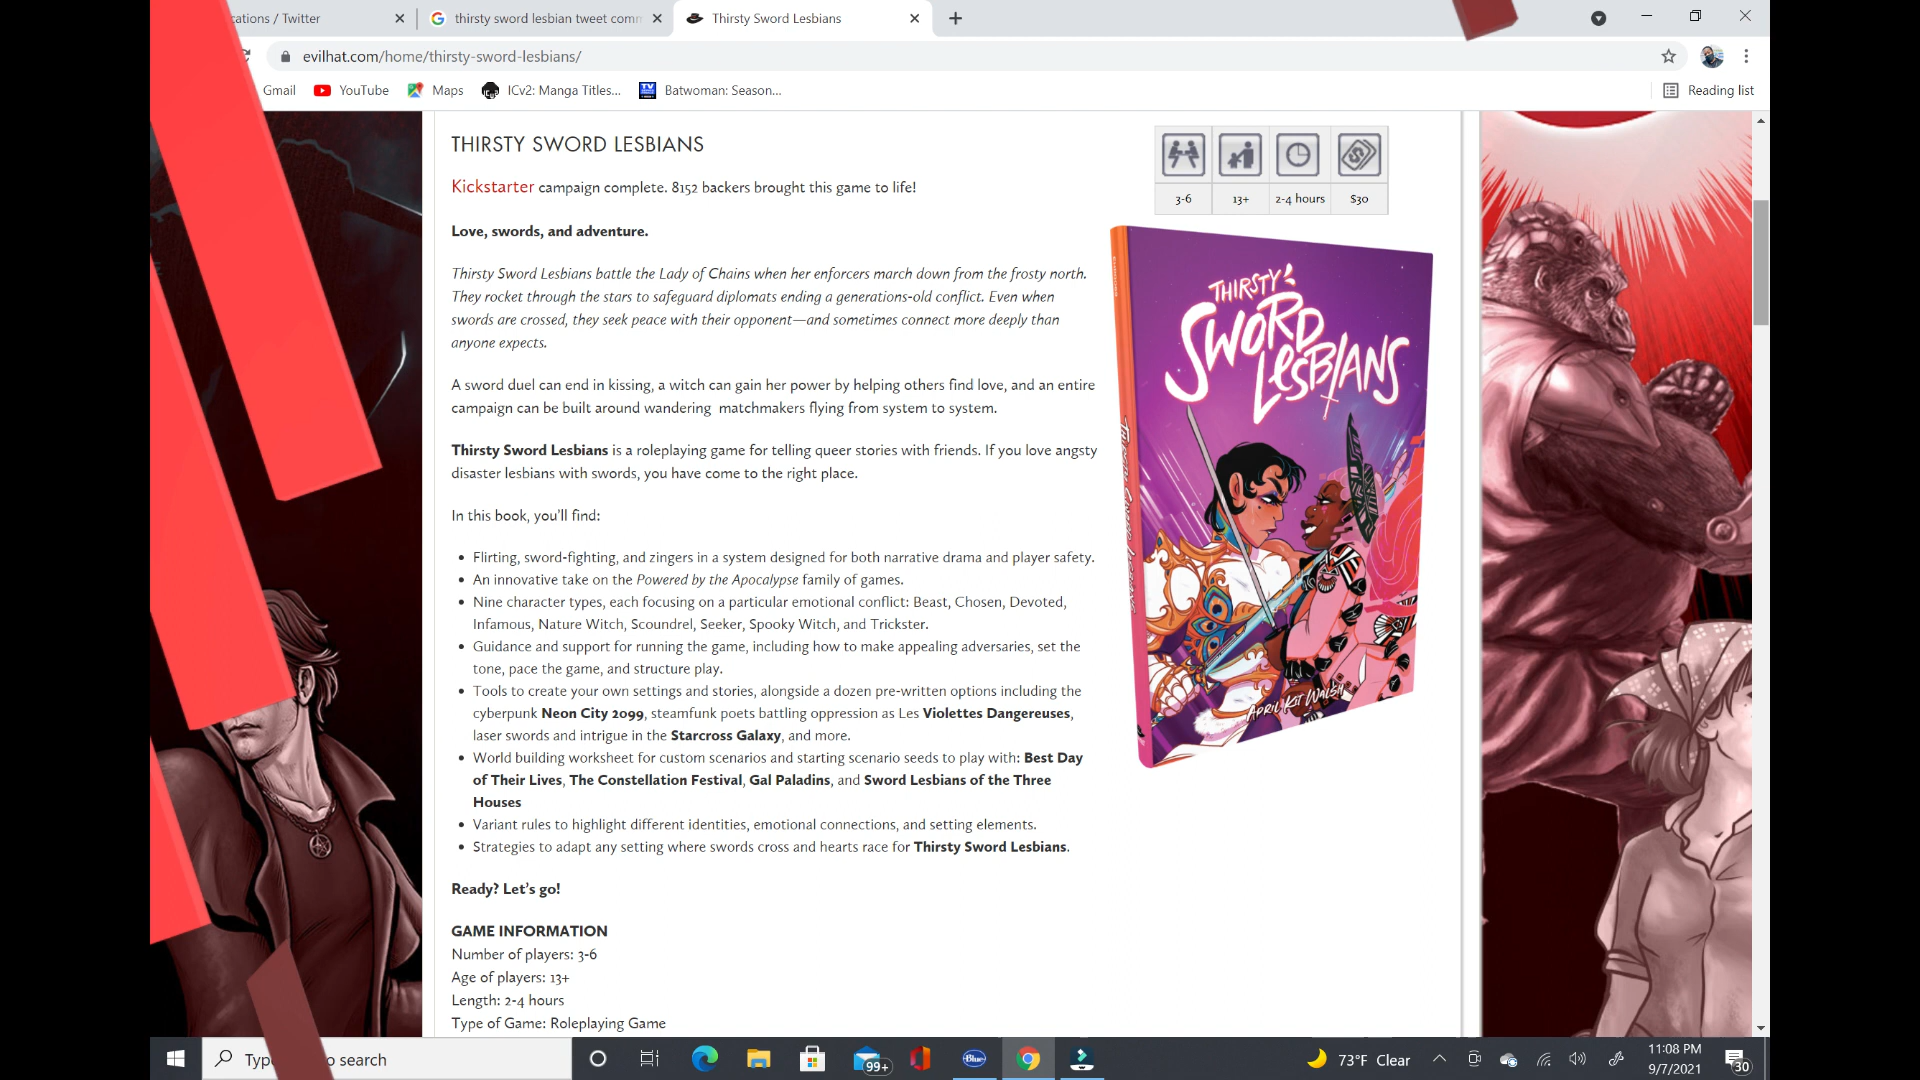 cations / Twitter
thirsty sword lesbian tweet comm
Thirsty Sword Lesbians
evilhat.com/home/thirsty-sword-lesbians/
Gmail
YouTube
Maps
ICv2: Manga Titles...
Batwoman: Season...
Reading list
THIRSTY SWORD LESBIANS
Kickstarter campaign complete. 8152 backers brought this game to life!
3-6
13+
2-4 hours
$30
Love, swords, and adventure.
Thirsty Sword Lesbians battle the Lady of Chains when her enforcers march down from the frosty north.
They rocket through the stars to safeguard diplomats ending a generations-old conflict. Even when
swords are crossed, they seek peace with their opponent—and sometimes connect more deeply than
anyone expects.
A sword duel can end in kissing, a witch can gain her power by helping others find love, and an entire
campaign can be built around wandering matchmakers flying from system to system.
Thirsty Sword Lesbians is a roleplaying game for telling queer stories with friends. If you love angsty
disaster lesbians with swords, you have come to the right place.
In this book, you'll find:
• Flirting, sword-fighting, and zingers in a system designed for both narrative drama and player safety.
• An innovative take on the Powered by the Apocalypse family of games.
• Nine character types, each focusing on a particular emotional conflict: Beast, Chosen, Devoted,
Infamous, Nature Witch, Scoundrel, Seeker, Spooky Witch, and Trickster.
• Guidance and support for running the game, including how to make appealing adversaries, set the
tone, pace the game, and structure play.
• Tools to create your own settings and stories, alongside a dozen pre-written options including the
cyberpunk Neon City 2099, steamfunk poets battling oppression as Les Violettes Dangereuses,
laser swords and intrigue in the Starcross Galaxy, and more.
• World building worksheet for custom scenarios and starting scenario seeds to play with: Best Day
of Their Lives, The Constellation Festival, Gal Paladins, and Sword Lesbians of the Three
Houses
• Variant rules to highlight different identities, emotional connections, and setting elements.
• Strategies to adapt any setting where swords cross and hearts race for Thirsty Sword Lesbians.
Ready? Let's go!
GAME INFORMATION
Number of players: 3-6
Age of players: 13+
Length: 2-4 hours
Type of Game: Roleplaying Game
THIRSTY
SWORD
LESBIANS
APRIL KIT WALSH
Typ o search
99+
Blue
73°F Clear
11:08 PM
9/7/2021
30